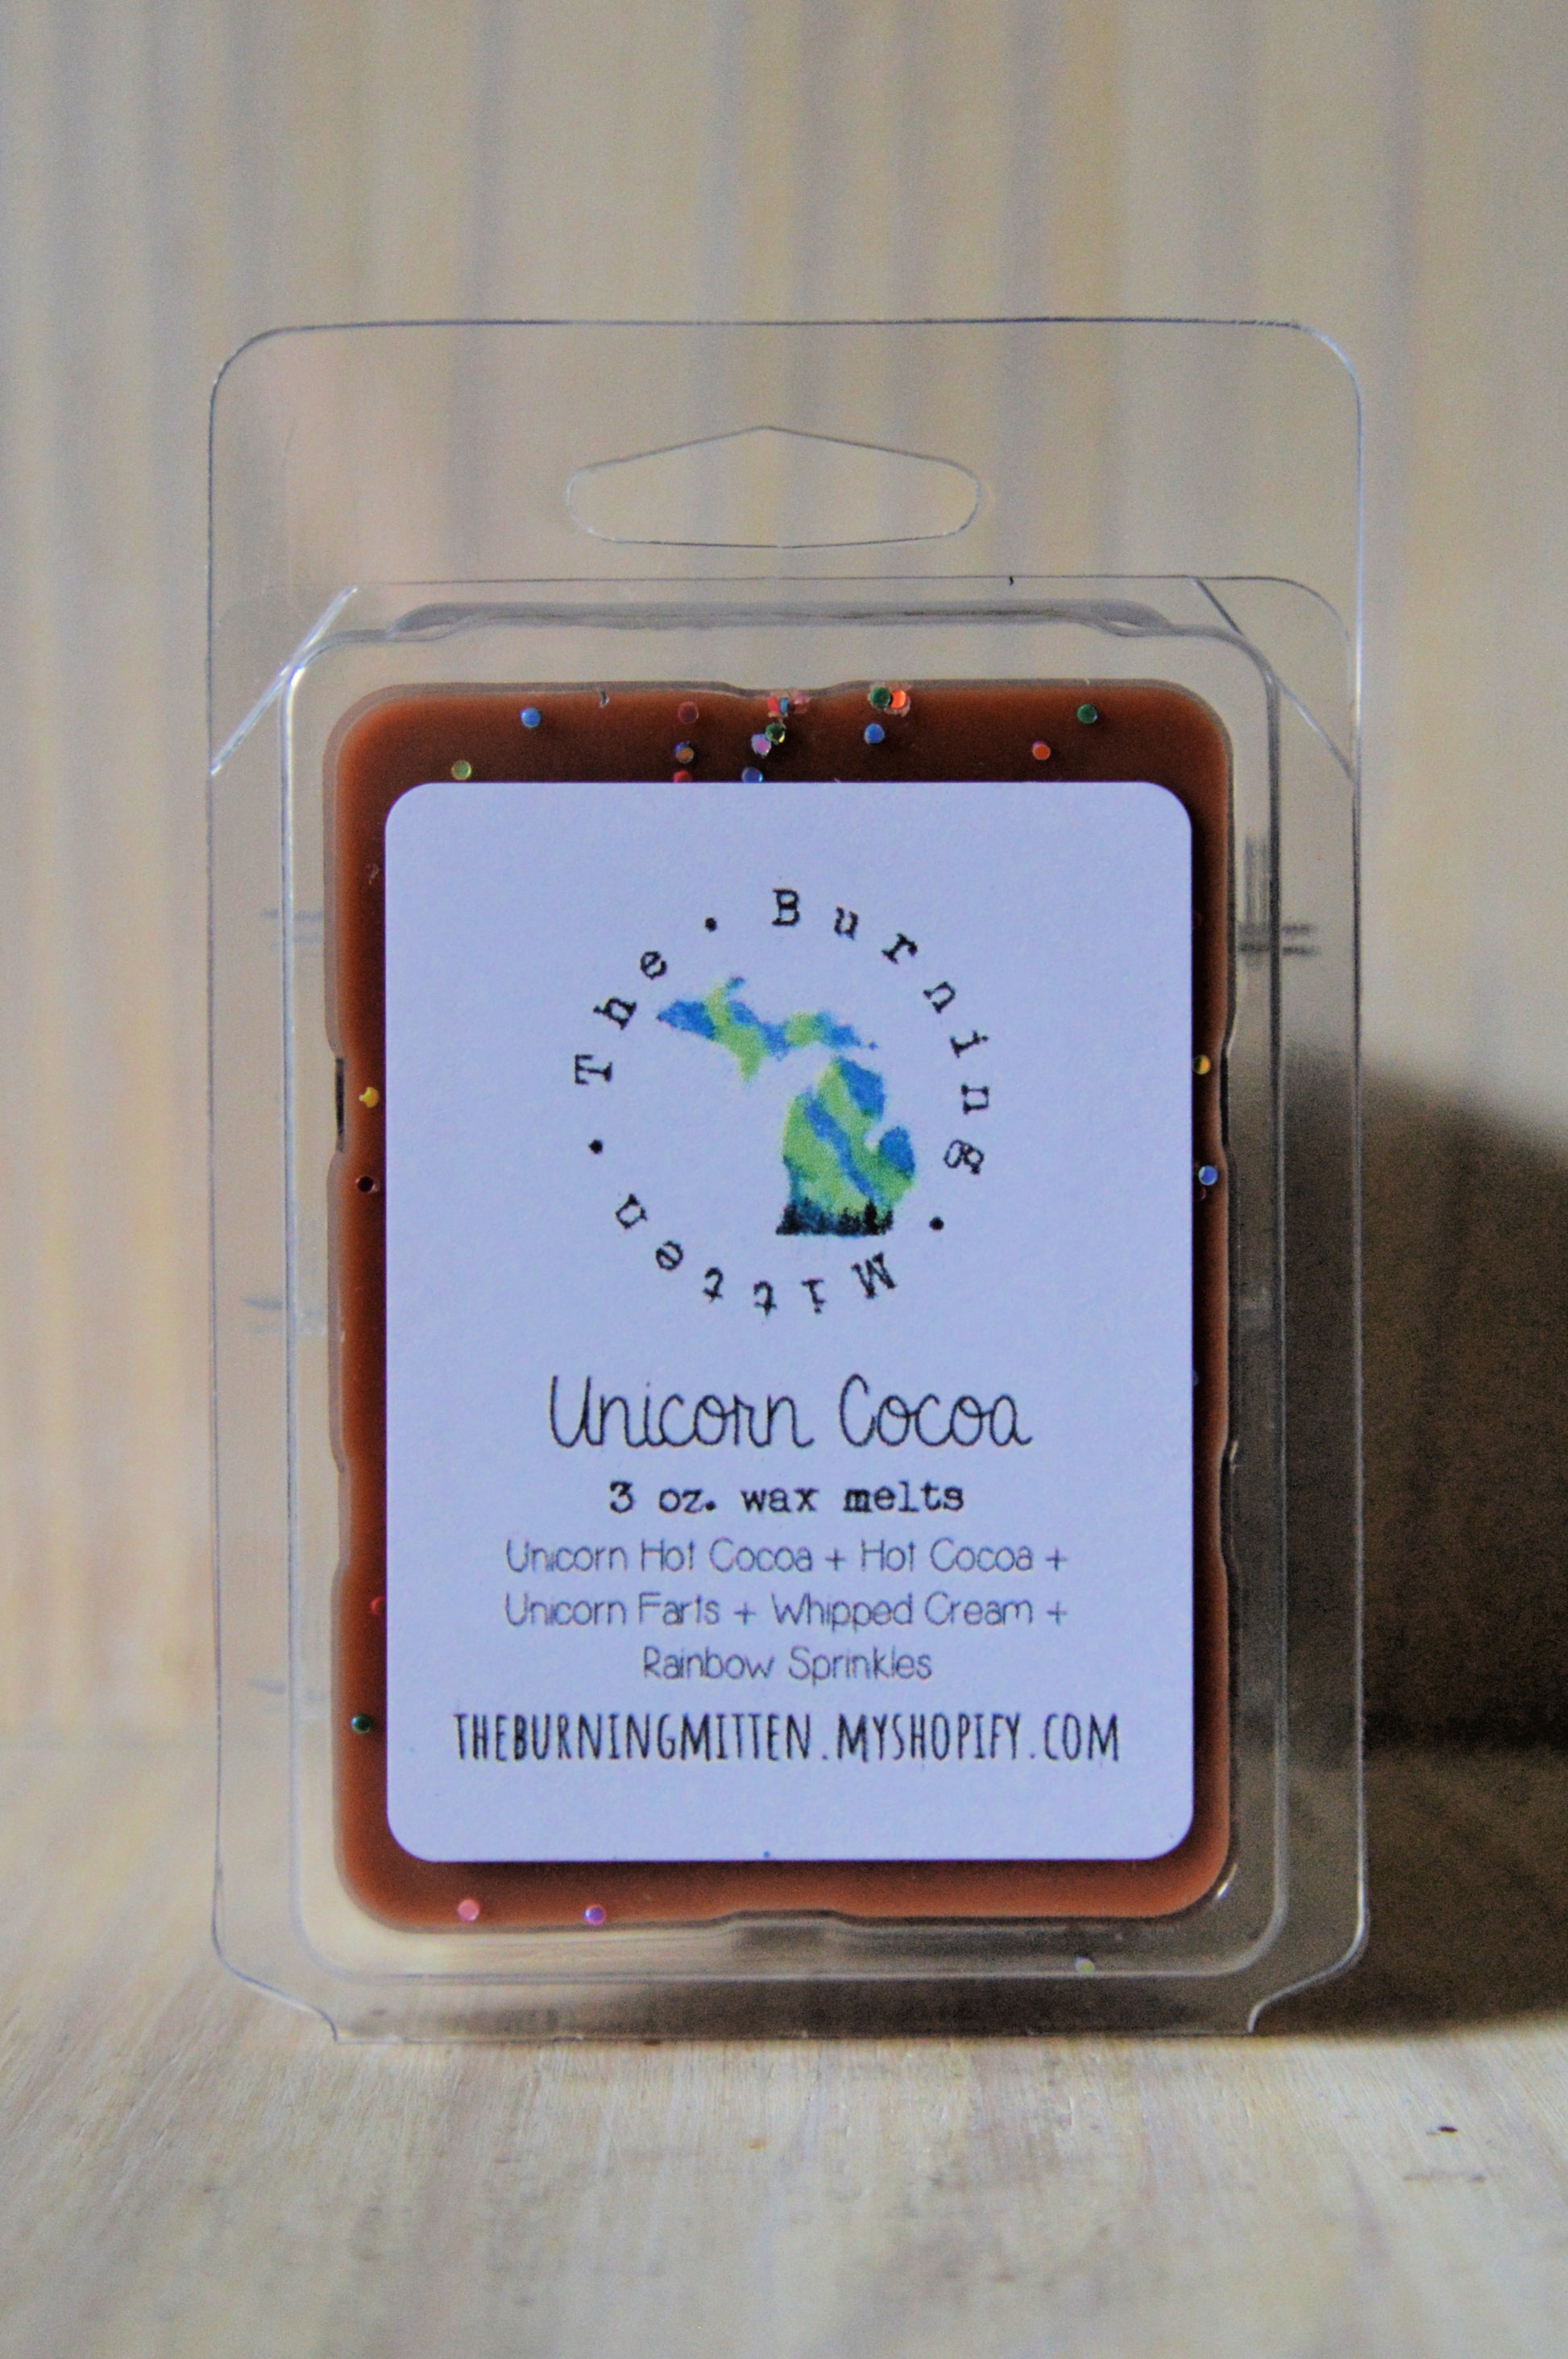 The · Burning · Mitten ·
Unicorn Cocoa
3 oz. wax melts
Unicorn Hot Cocoa + Hot Cocoa +
Unicorn Farts + Whipped Cream +
Rainbow Sprinkles
THEBURNINGMITTEN.MYSHOPIFY.COM